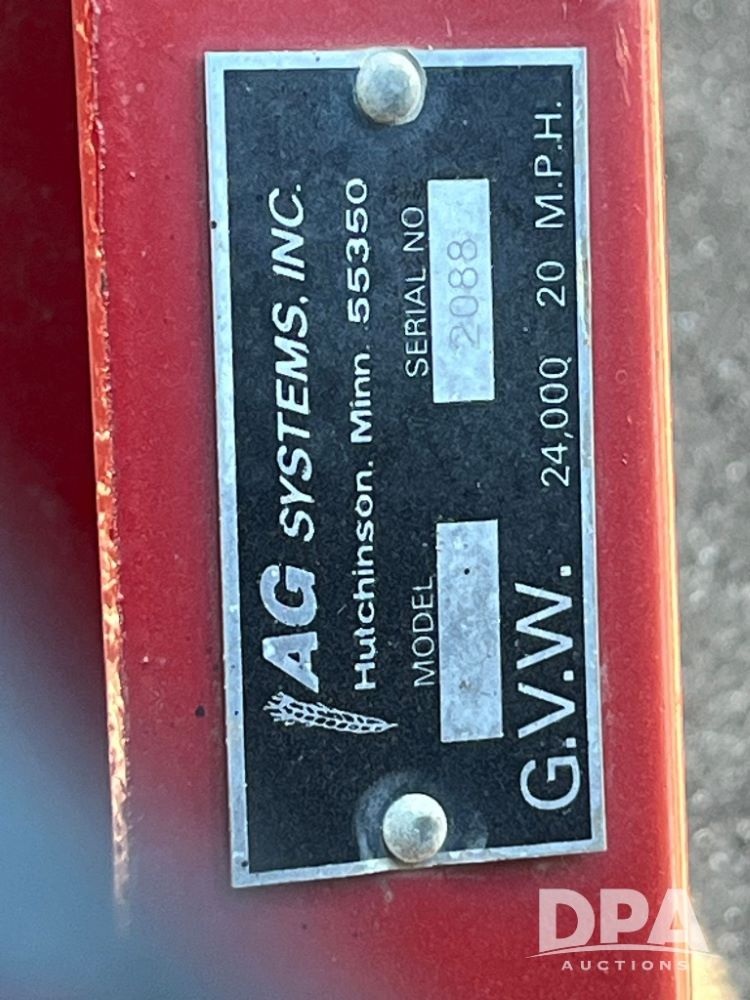 AG SYSTEMS, INC.
Hutchinson, Minn. 55350
MODEL SERIAL NO
2088
G.V.W. 24,000 20 M.P.H.
DPA
AUCTIONS